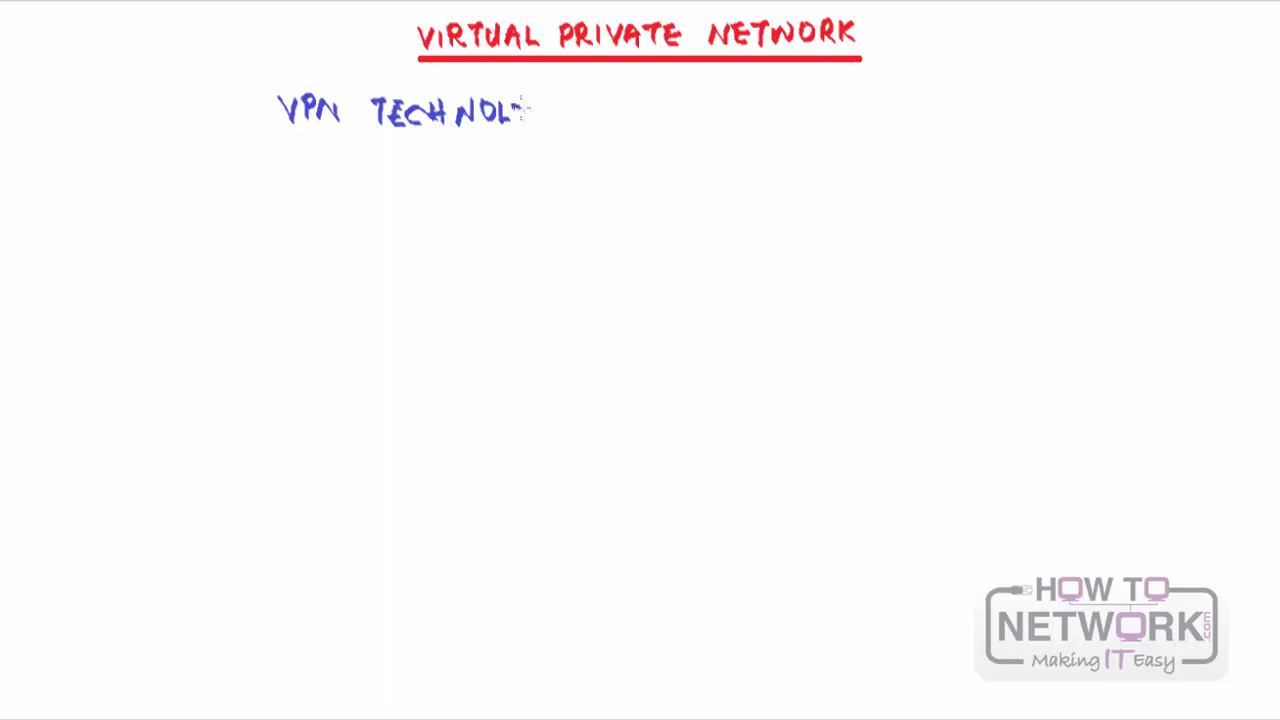 VIRTUAL PRIVATE NETWORK
VPN TECHNOL
HOW TO
NETWORK.com
Making IT Easy